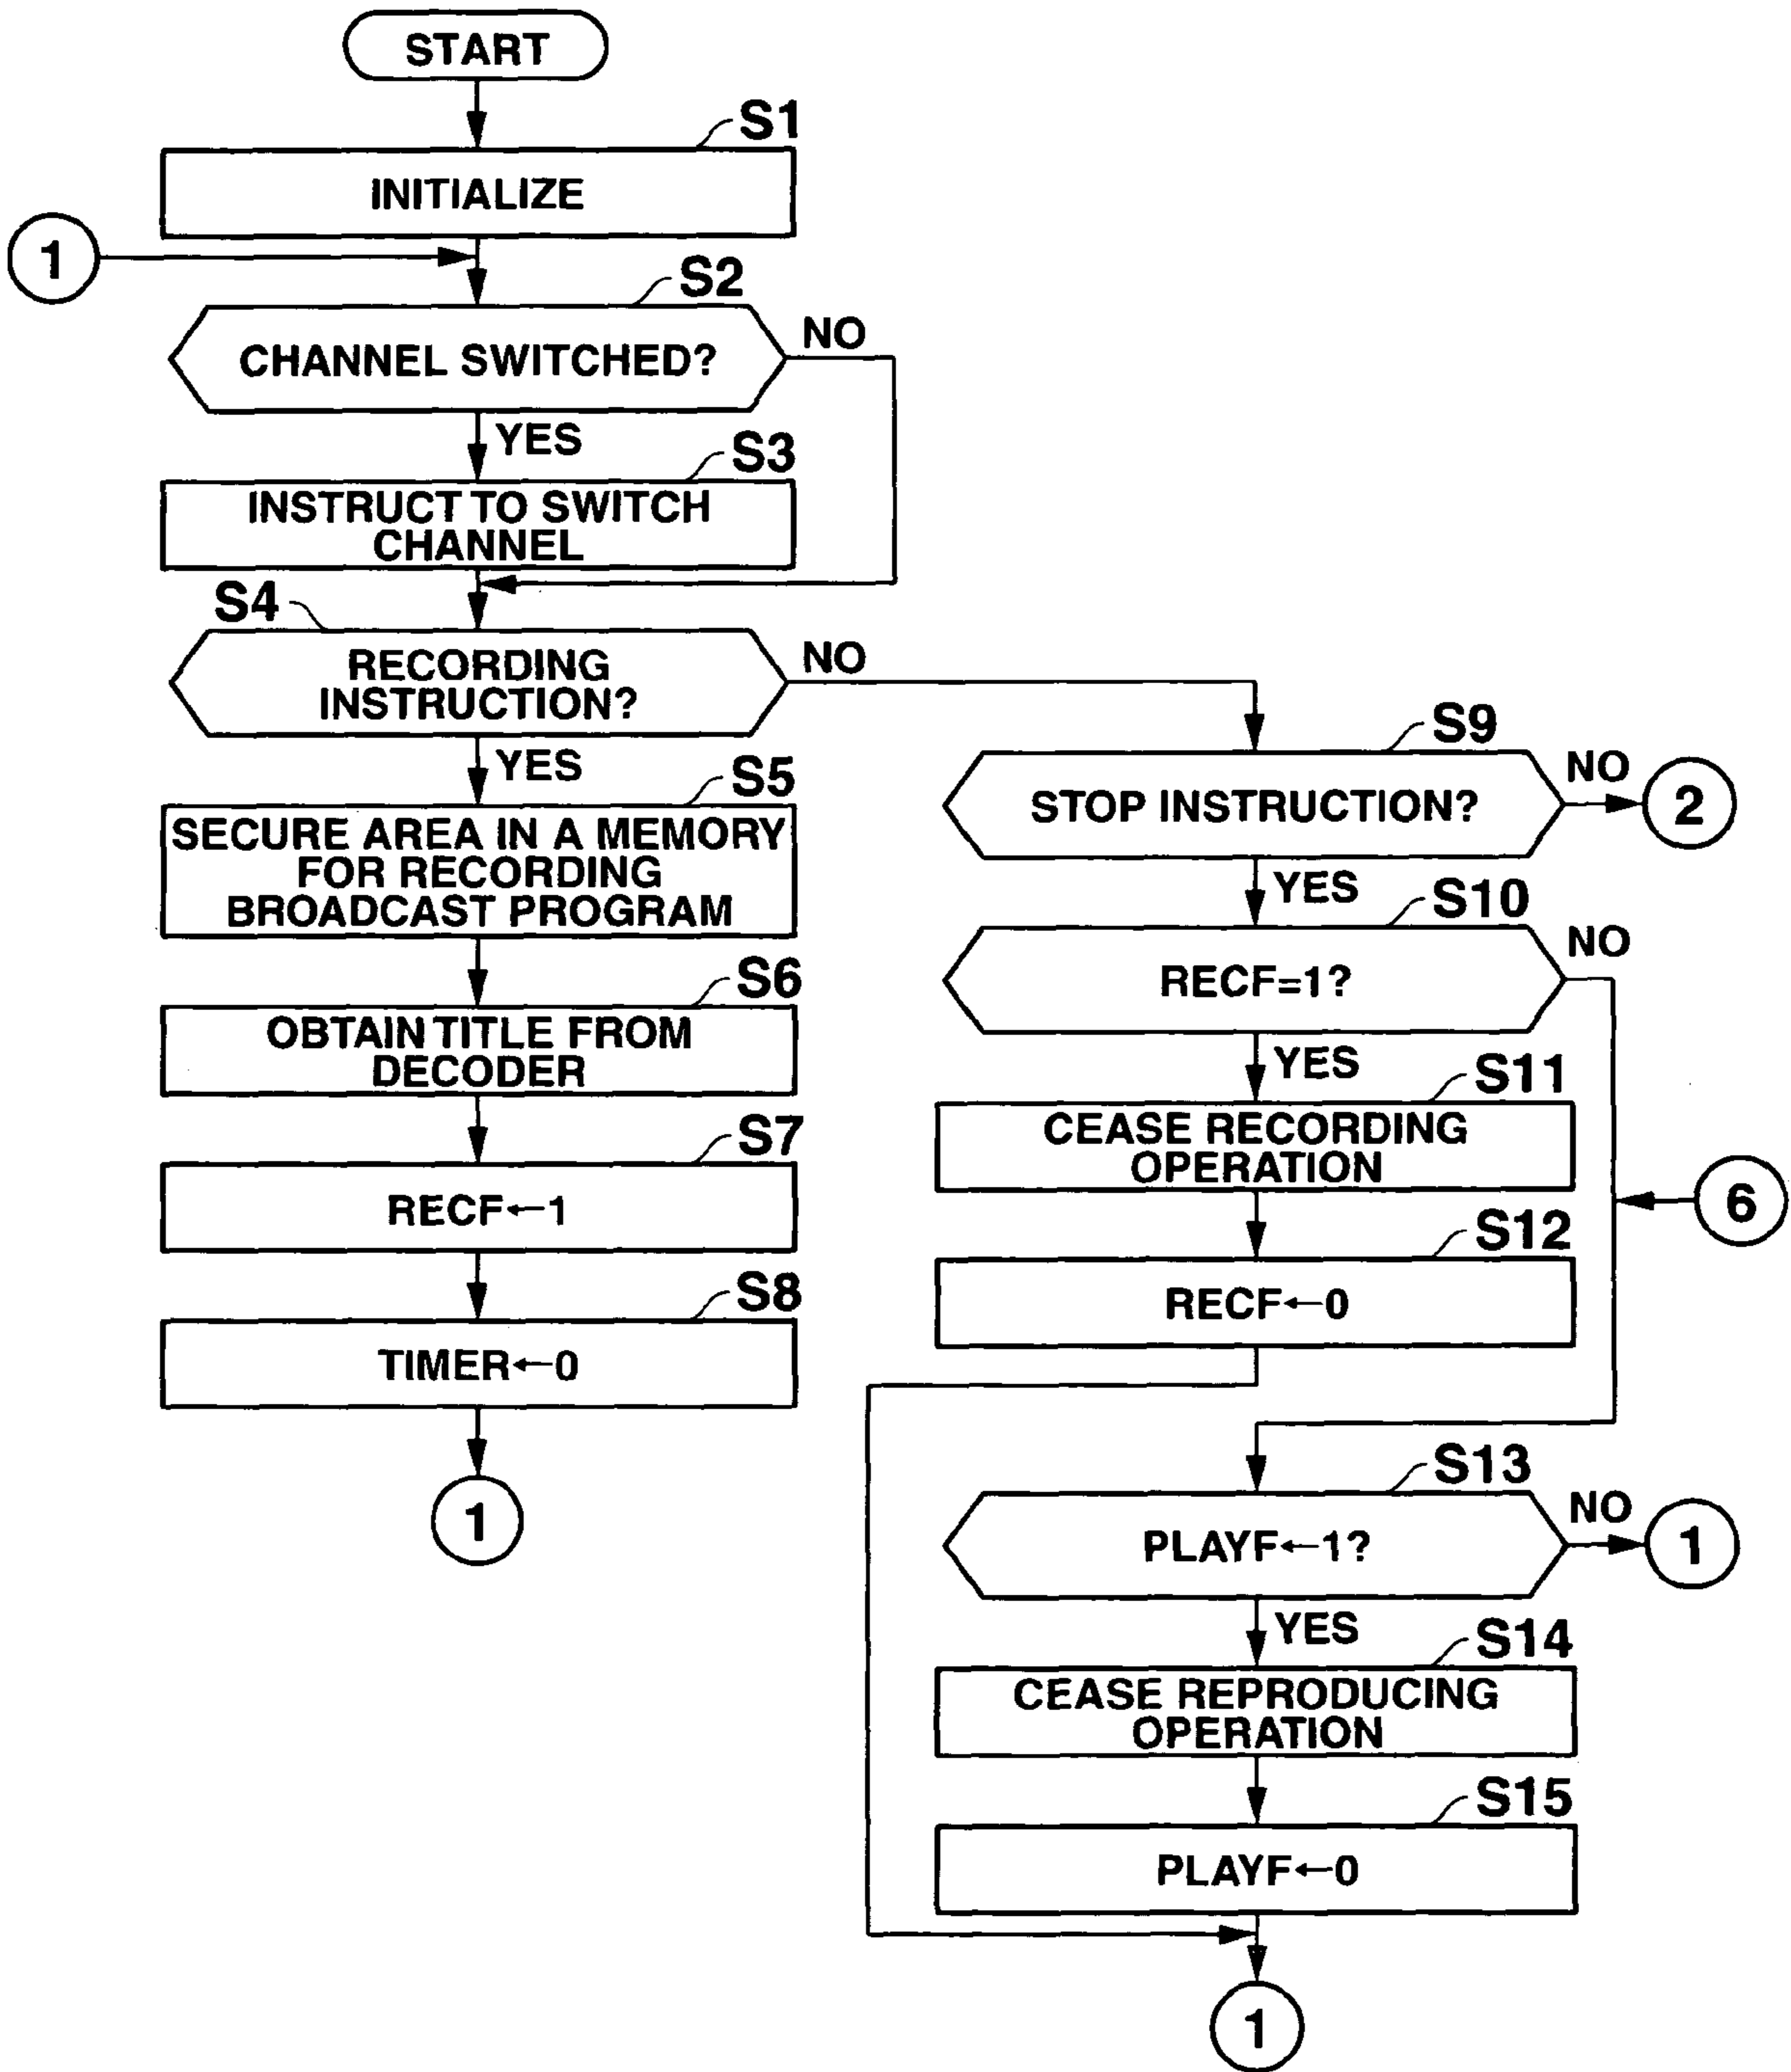 START
S1
INITIALIZE
1
S2
CHANNEL SWITCHED?
NO
YES
S3
INSTRUCT TO SWITCH
CHANNEL
S4
RECORDING
INSTRUCTION?
NO
YES
S5
SECURE AREA IN A MEMORY
FOR RECORDING
BROADCAST PROGRAM
S6
OBTAIN TITLE FROM
DECODER
S7
RECF←1
S8
TIMER←0
1
S9
STOP INSTRUCTION?
NO
2
YES
S10
RECF=1?
NO
YES
S11
CEASE RECORDING
OPERATION
6
S12
RECF←0
S13
PLAYF←1?
NO
1
YES
S14
CEASE REPRODUCING
OPERATION
S15
PLAYF←0
1